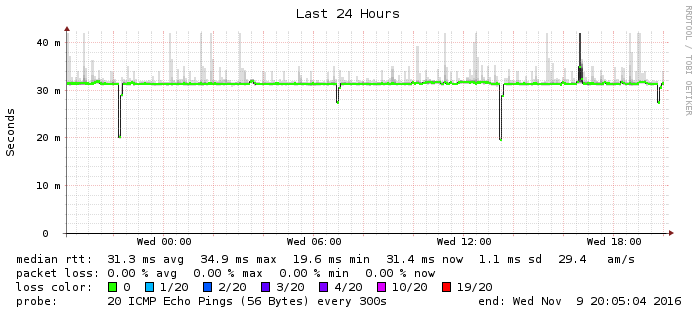 Last 24 Hours
RRDTOOL / TOBI OETIKER
Seconds
40 m
30 m
20 m
10 m
0
Wed 00:00 Wed 06:00 Wed 12:00 Wed 18:00
median rtt: 31.3 ms avg 34.9 ms max 19.6 ms min 31.4 ms now 1.1 ms sd 29.4 am/s
packet loss: 0.00 % avg 0.00 % max 0.00 % min 0.00 % now
loss color: 0 1/20 2/20 3/20 4/20 10/20 19/20
probe: 20 ICMP Echo Pings (56 Bytes) every 300s end: Wed Nov 9 20:05:04 2016